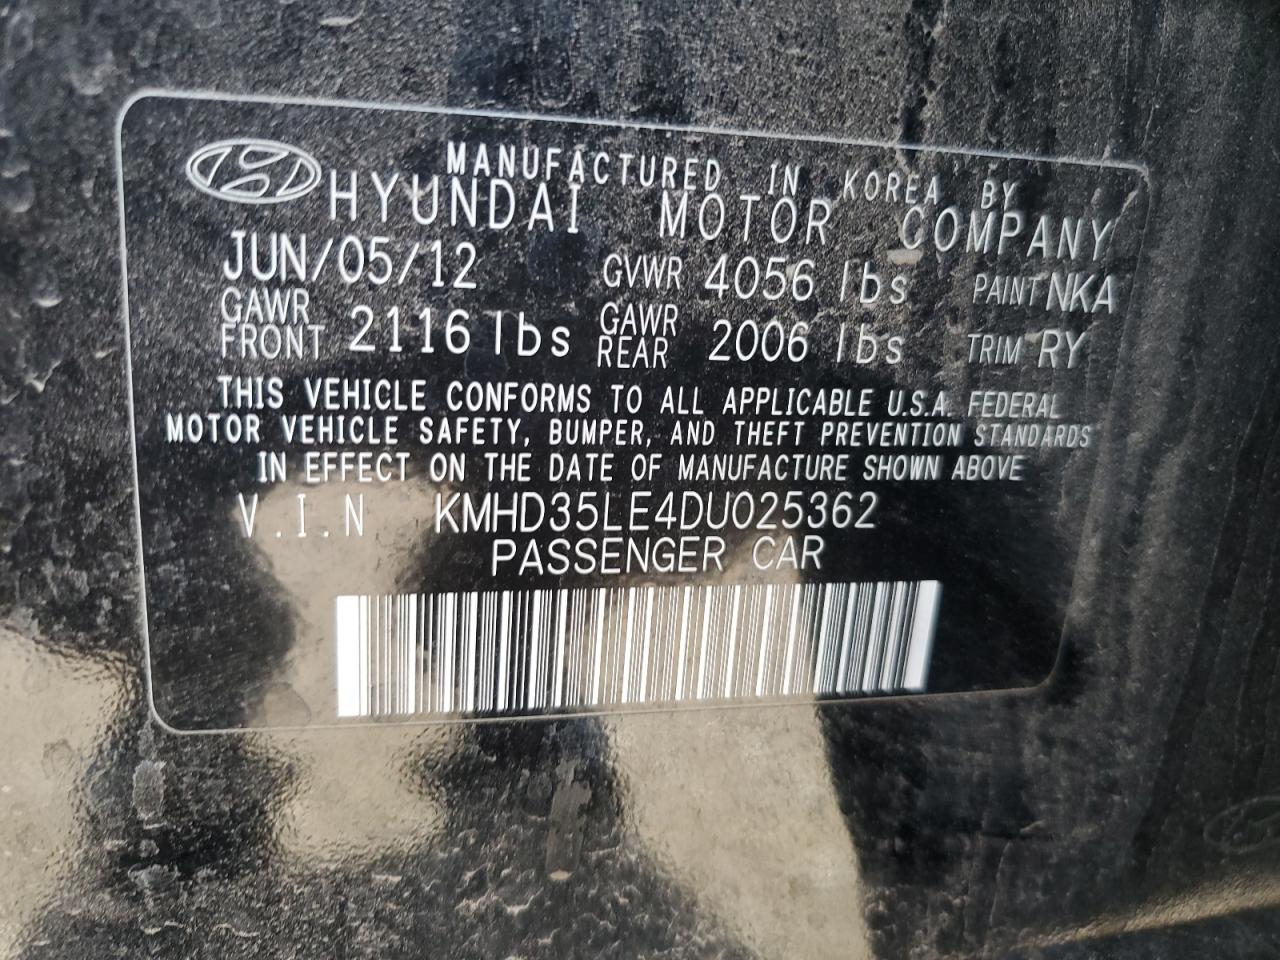 MANUFACTURED IN KOREA BY
HYUNDAI MOTOR COMPANY
JUN/05/12 GVWR 4056 lbs PAINT NKA
GAWR FRONT 2116 lbs GAWR REAR 2006 lbs TRIM RY
THIS VEHICLE CONFORMS TO ALL APPLICABLE U.S.A. FEDERAL
MOTOR VEHICLE SAFETY, BUMPER, AND THEFT PREVENTION STANDARDS
IN EFFECT ON THE DATE OF MANUFACTURE SHOWN ABOVE
V.I.N KMHD35LE4DU025362
PASSENGER CAR